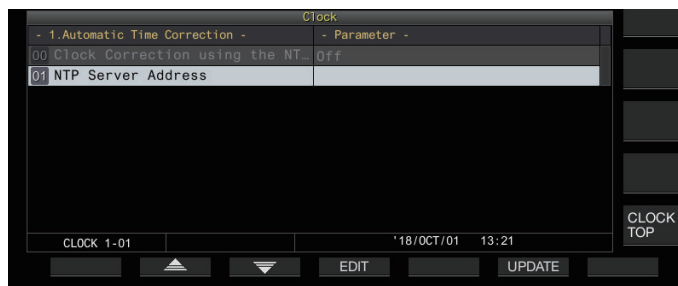 Clock
- 1.Automatic Time Correction - - Parameter -
00 Clock Correction using the NT… Off
01 NTP Server Address
CLOCK TOP
CLOCK 1-01 '18/OCT/01 13:21
EDIT UPDATE